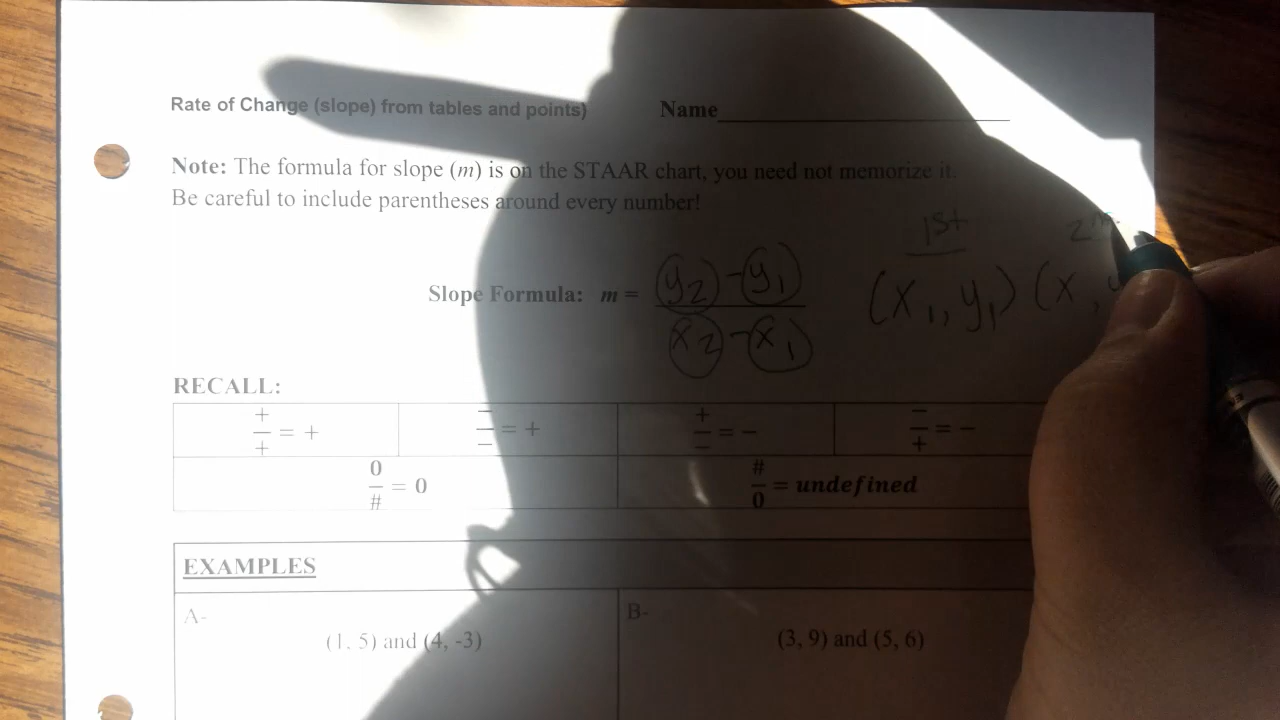 Rate of Change (slope) from tables and points)
Name
Note: The formula for slope (m) is on the STAAR chart, you need not memorize it.
Be careful to include parentheses around every number!
1st
Slope Formula: m = (y₂) - (y₁) / (x₂) - (x₁)
(x₁, y₁) (x, y
RECALL:
+/+ = +
−/− = +
+/− = −
−/+ = −
0/# = 0
#/0 = undefined
EXAMPLES
A-
(1, 5) and (4, -3)
B-
(3, 9) and (5, 6)